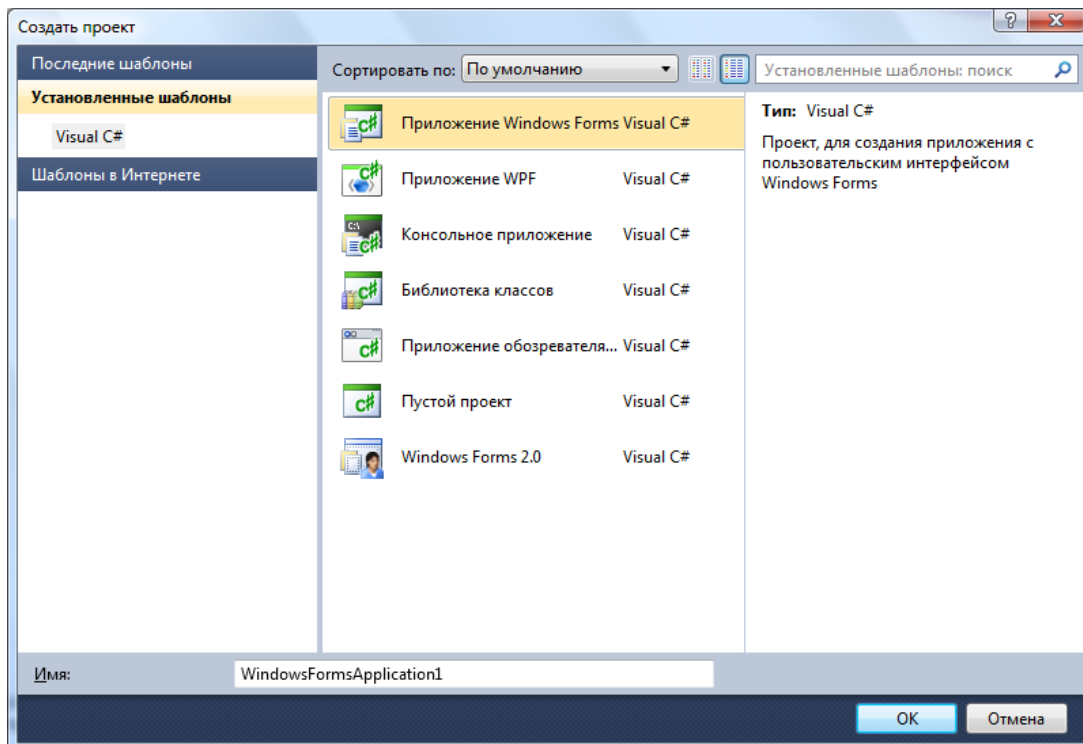 Создать проект
Последние шаблоны
Установленные шаблоны
Visual C#
Шаблоны в Интернете
Сортировать по: По умолчанию
Установленные шаблоны: поиск
Приложение Windows Forms Visual C#
Приложение WPF Visual C#
Консольное приложение Visual C#
Библиотека классов Visual C#
Приложение обозревателя... Visual C#
Пустой проект Visual C#
Windows Forms 2.0 Visual C#
Тип: Visual C#
Проект, для создания приложения с
пользовательским интерфейсом
Windows Forms
Имя: WindowsFormsApplication1
OK Отмена